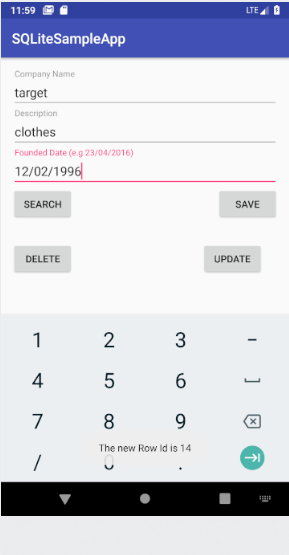 11:59 LTE
SQLiteSampleApp
Company Name
target
Description
clothes
Founded Date (e.g 23/04/2016)
12/02/1996
SEARCH SAVE
DELETE UPDATE
1 2 3 -
4 5 6
7 8 9
The new Row Id is 14
/ 0 .